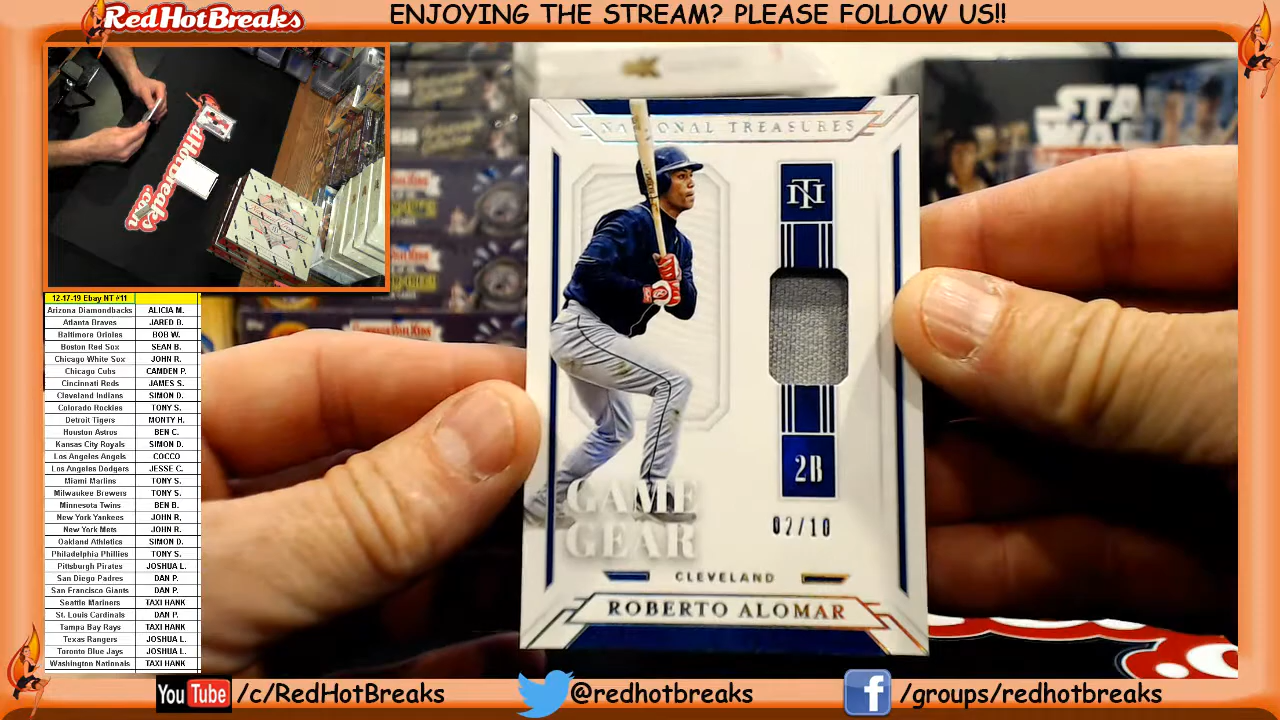 RedHotBreaks
ENJOYING THE STREAM? PLEASE FOLLOW US!!
RedHotBreaks
.com
STAR
WARS
NATIONAL TREASURES
NT
2B
02/10
GAME
GEAR
CLEVELAND
ROBERTO ALOMAR
12-17-19 Ebay NT #11
Arizona Diamondbacks ALICIA M.
Atlanta Braves JARED B.
Baltimore Orioles BOB W.
Boston Red Sox SEAN B.
Chicago White Sox JOHN R.
Chicago Cubs CAMDEN P.
Cincinnati Reds JAMES S.
Cleveland Indians SIMON D.
Colorado Rockies TONY S.
Detroit Tigers MONTY H.
Houston Astros BEN C.
Kansas City Royals SIMON D.
Los Angeles Angels COCCO
Los Angeles Dodgers JESSE C.
Miami Marlins TONY S.
Milwaukee Brewers TONY S.
Minnesota Twins BEN B.
New York Yankees JOHN R,
New York Mets JOHN R.
Oakland Athletics SIMON D.
Philadelphia Phillies TONY S.
Pittsburgh Pirates JOSHUA L.
San Diego Padres DAN P.
San Francisco Giants DAN P.
Seattle Mariners TAXI HANK
St. Louis Cardinals DAN P.
Tampa Bay Rays TAXI HANK
Texas Rangers JOSHUA L.
Toronto Blue Jays JOSHUA L.
Washington Nationals TAXI HANK
YouTube /c/RedHotBreaks
@redhotbreaks
f /groups/redhotbreaks